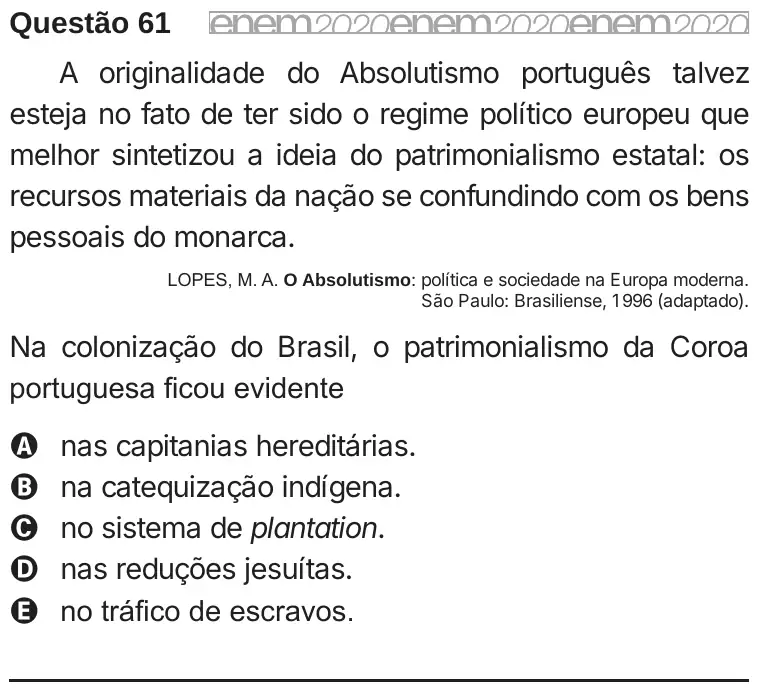 Questão 61
enem2020enem2020enem2020
A originalidade do Absolutismo português talvez
esteja no fato de ter sido o regime político europeu que
melhor sintetizou a ideia do patrimonialismo estatal: os
recursos materiais da nação se confundindo com os bens
pessoais do monarca.
LOPES, M. A. O Absolutismo: política e sociedade na Europa moderna.
São Paulo: Brasiliense, 1996 (adaptado).
Na colonização do Brasil, o patrimonialismo da Coroa
portuguesa ficou evidente
A nas capitanias hereditárias.
B na catequização indígena.
C no sistema de plantation.
D nas reduções jesuítas.
E no tráfico de escravos.